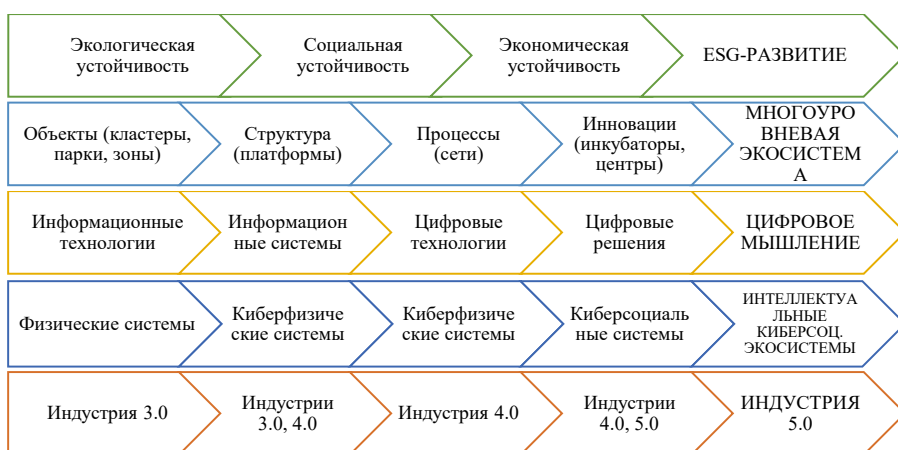 Экологическая
устойчивость
Социальная
устойчивость
Экономическая
устойчивость
ESG-РАЗВИТИЕ
Объекты (кластеры,
парки, зоны)
Структура
(платформы)
Процессы
(сети)
Инновации
(инкубаторы,
центры)
МНОГОУРО
ВНЕВАЯ
ЭКОСИСТЕМ
А
Информационные
технологии
Информацион
ные системы
Цифровые
технологии
Цифровые
решения
ЦИФРОВОЕ
МЫШЛЕНИЕ
Физические системы
Киберфизиче
ские системы
Киберфизиче
ские системы
Киберсоциаль
ные системы
ИНТЕЛЛЕКТУА
ЛЬНЫЕ
КИБЕРСОЦ.
ЭКОСИСТЕМЫ
Индустрия 3.0
Индустрии
3.0, 4.0
Индустрия 4.0
Индустрии
4.0, 5.0
ИНДУСТРИЯ
5.0